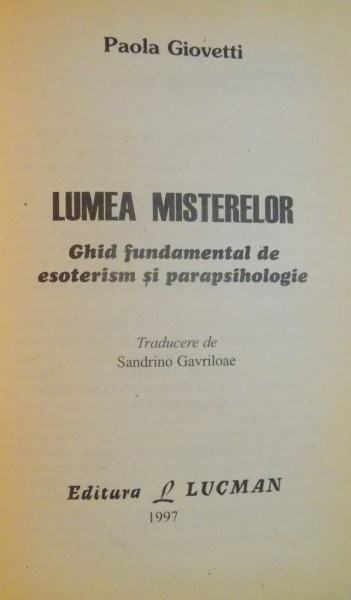 Paola Giovetti
LUMEA MISTERELOR
Ghid fundamental de
esoterism și parapsihologie
Traducere de
Sandrino Gavriloae
Editura L LUCMAN
1997